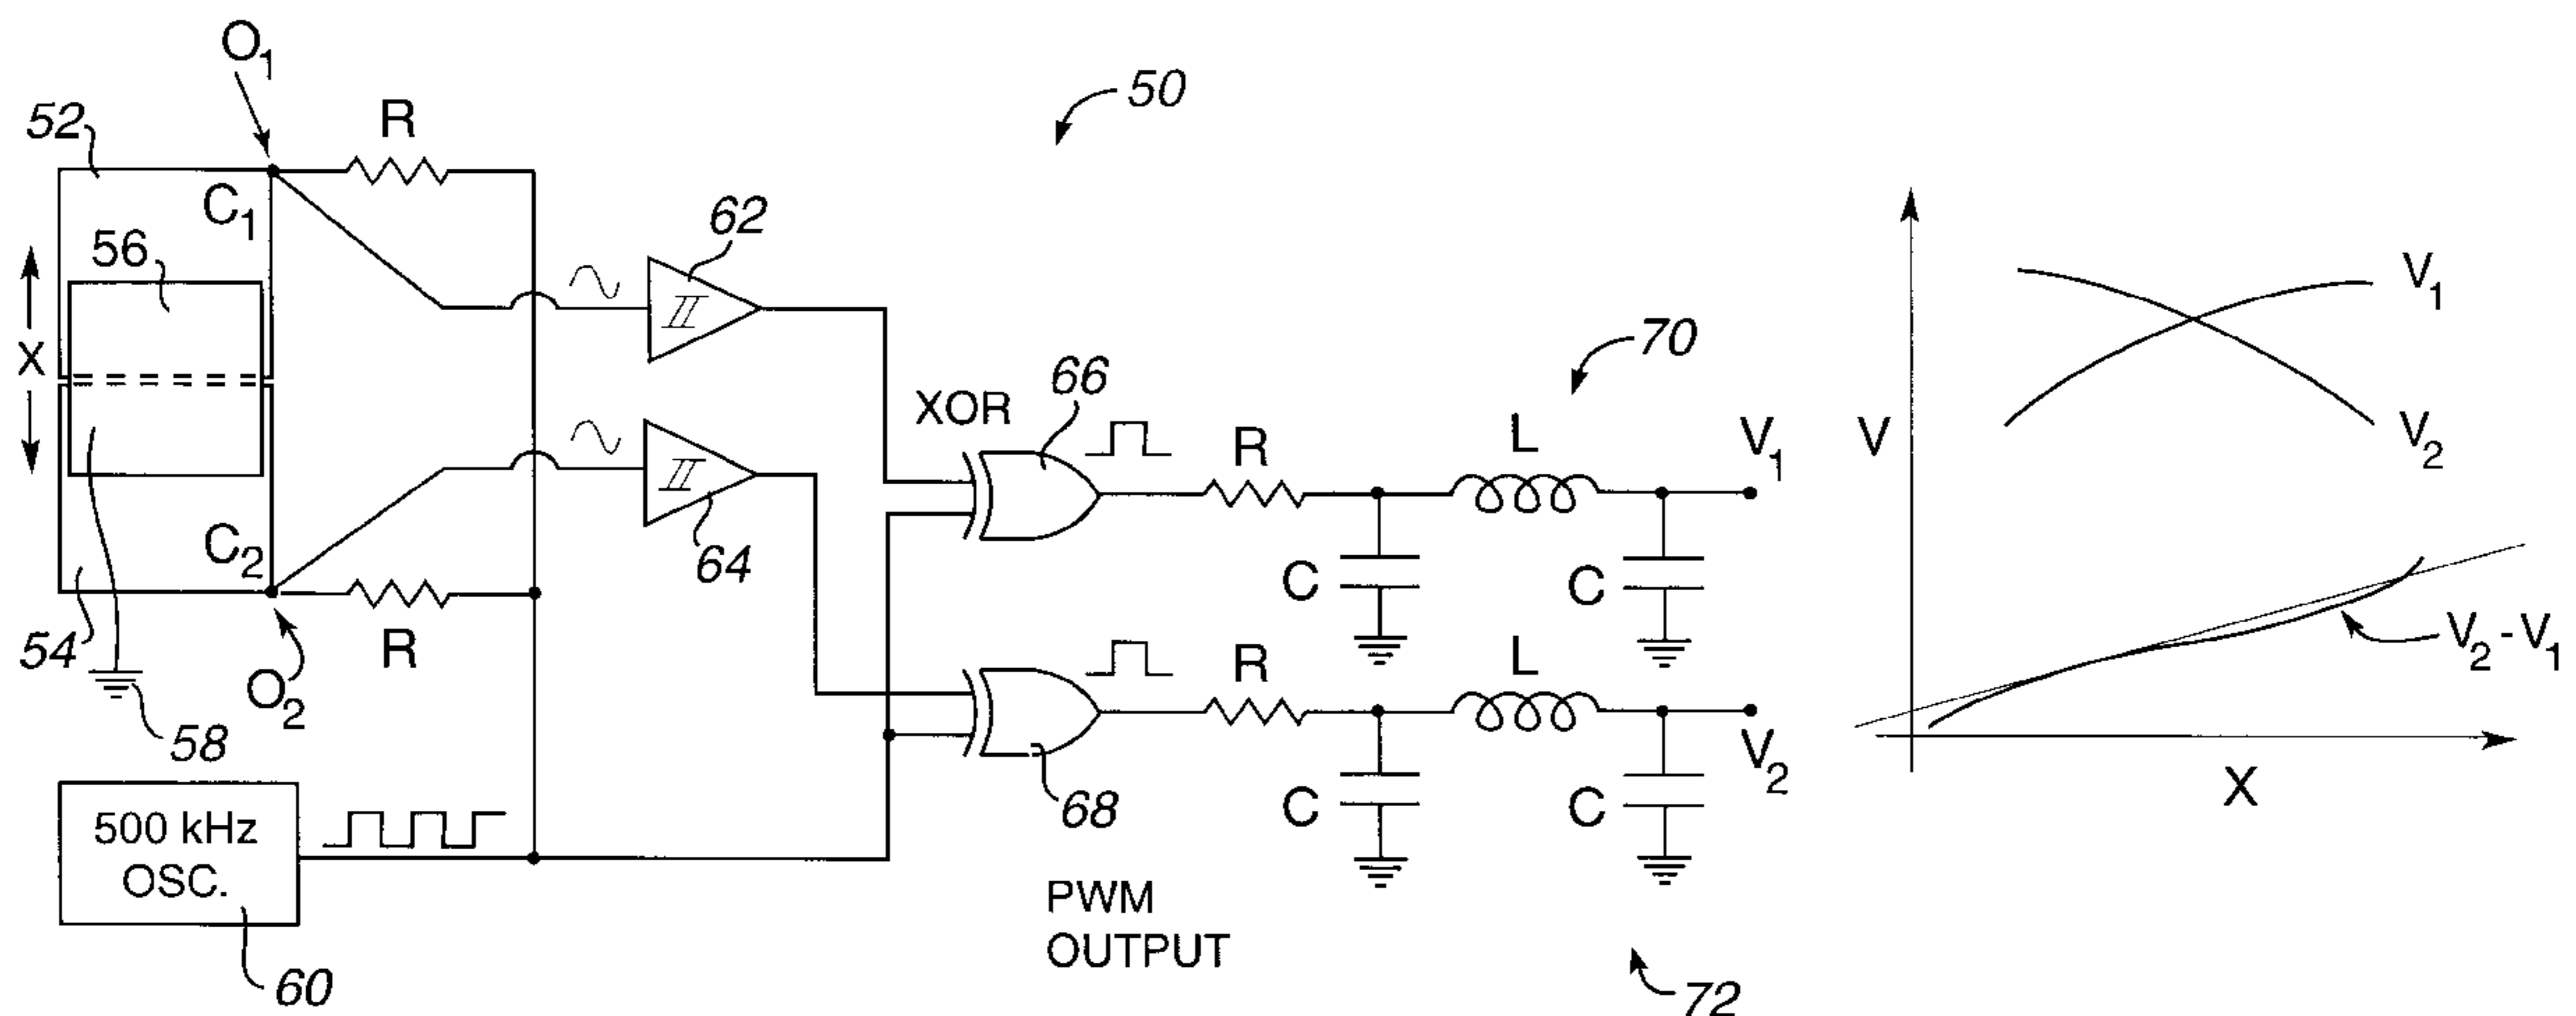 O1
52
R
50
C1
62
56
70
66
XOR
X
R
L
V1
V1
V
V2
64
C2
C
C
54
R
O2
58
R
L
V2 - V1
V2
68
C
C
X
500 kHz
OSC.
PWM
OUTPUT
60
72